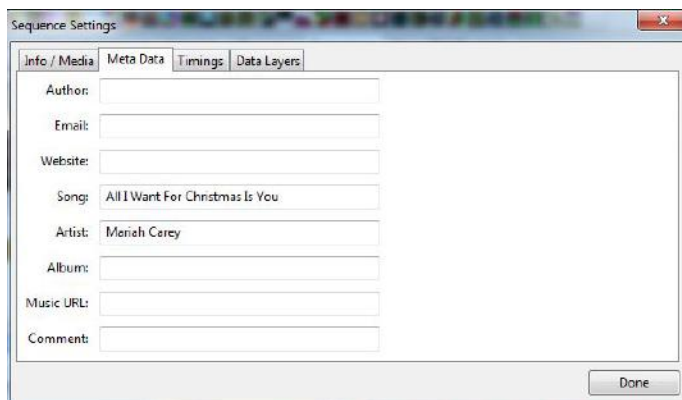 Sequence Settings
Info / Media Meta Data Timings Data Layers
Author:
Email:
Website:
Song: All I Want For Christmas Is You
Artist: Mariah Carey
Album:
Music URL:
Comment:
Done